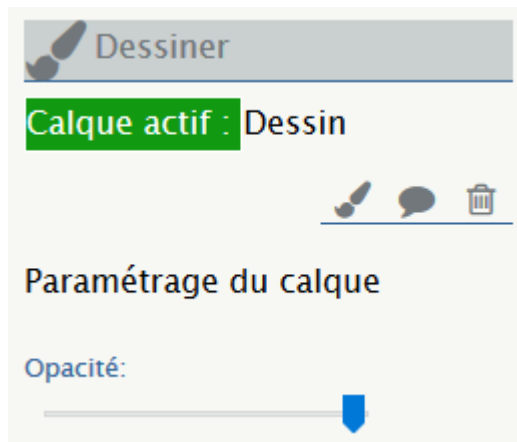 Dessiner
Calque actif : Dessin
Paramétrage du calque
Opacité: